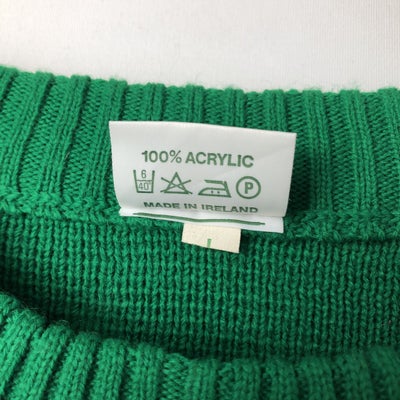 100% ACRYLIC
6
40° P
MADE IN IRELAND